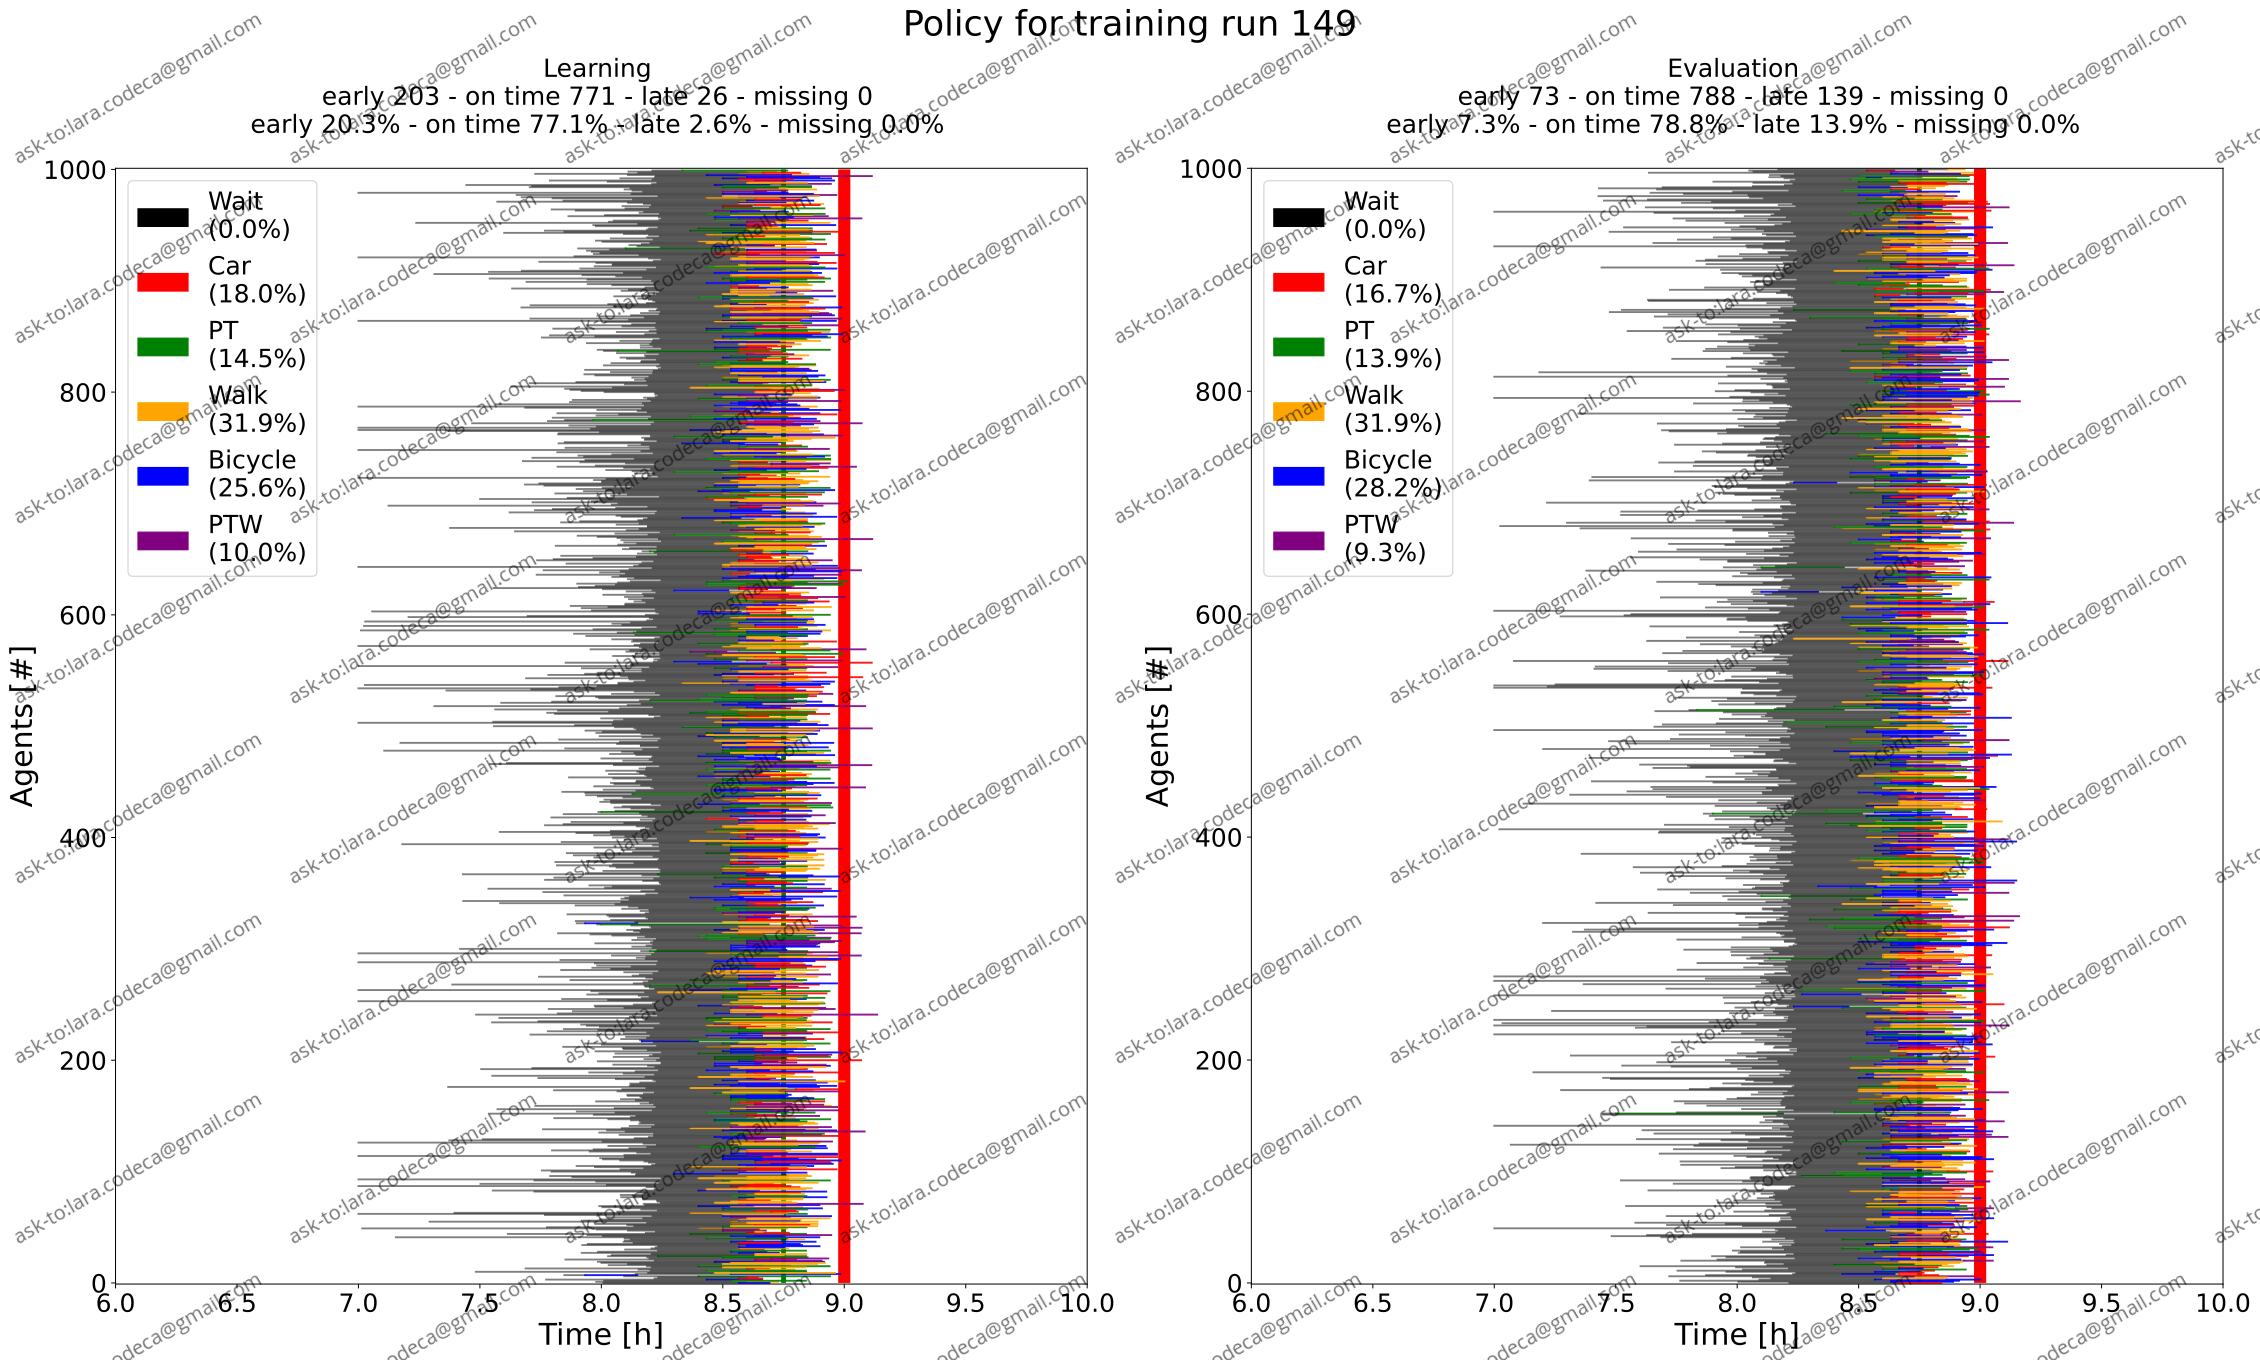 Policy for training run 149
Learning
early 203 - on time 771 - late 26 - missing 0
early 20.3% - on time 77.1% - late 2.6% - missing 0.0%
1000
800
600
400
200
0
Agents [#]
Wait
(0.0%)
Car
(18.0%)
PT
(14.5%)
Walk
(31.9%)
Bicycle
(25.6%)
PTW
(10.0%)
6.0 6.5 7.0 7.5 8.0 8.5 9.0 9.5 10.0
Time [h]
Evaluation
early 73 - on time 788 - late 139 - missing 0
early 7.3% - on time 78.8% - late 13.9% - missing 0.0%
1000
800
600
400
200
0
Agents [#]
Wait
(0.0%)
Car
(16.7%)
PT
(13.9%)
Walk
(31.9%)
Bicycle
(28.2%)
PTW
(9.3%)
6.0 6.5 7.0 7.5 8.0 8.5 9.0 9.5 10.0
Time [h]
ask-to:lara.codeca@gmail.com